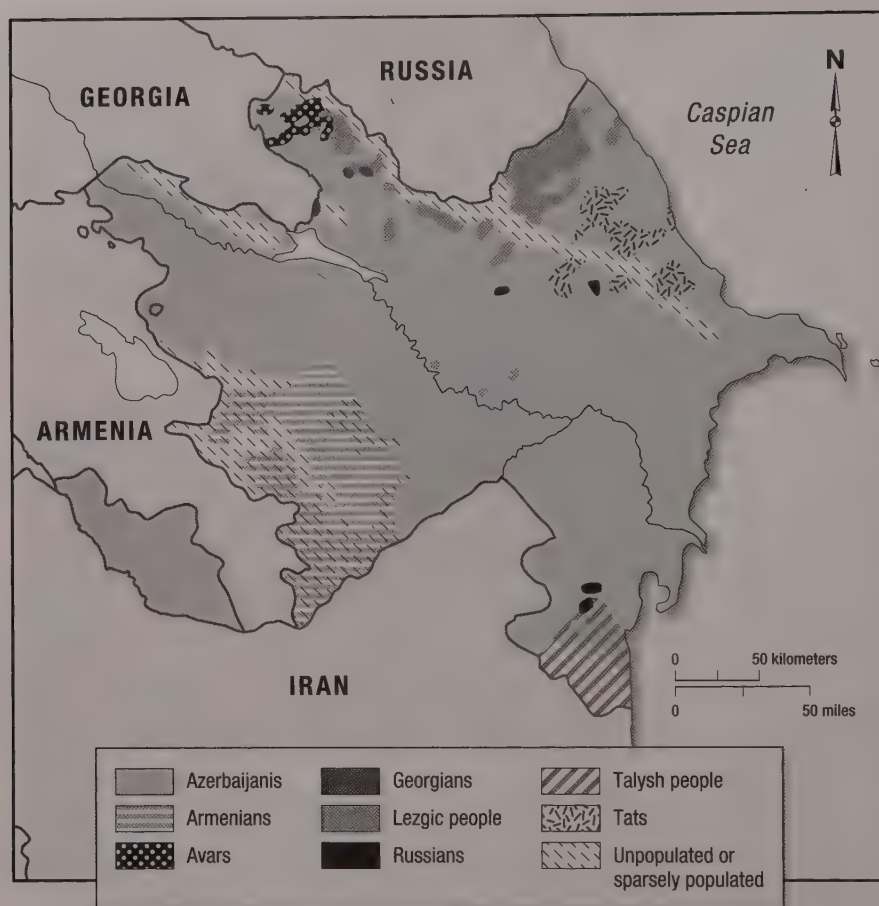 RUSSIA
GEORGIA
N
Caspian
Sea
ARMENIA
IRAN
0 50 kilometers
0 50 miles
Azerbaijanis
Armenians
Avars
Georgians
Lezgic people
Russians
Talysh people
Tats
Unpopulated or
sparsely populated